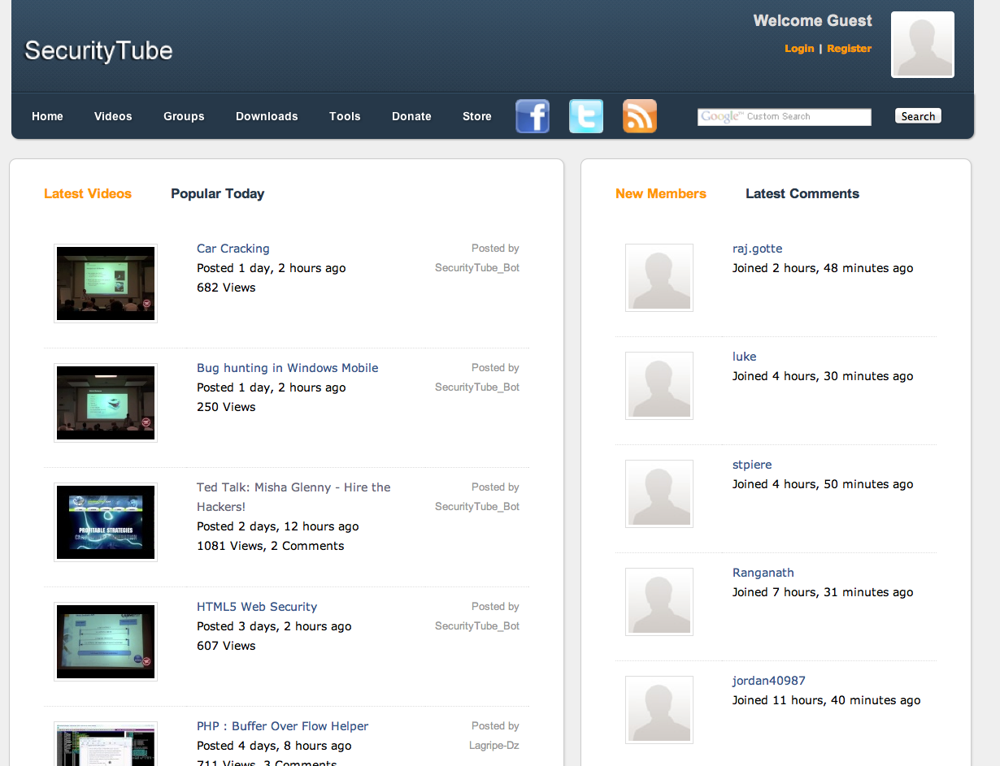 SecurityTube
Welcome Guest
Login | Register
Home Videos Groups Downloads Tools Donate Store
Google™ Custom Search
Search
Latest Videos Popular Today
Car Cracking
Posted 1 day, 2 hours ago
682 Views
Posted by
SecurityTube_Bot
Bug hunting in Windows Mobile
Posted 1 day, 2 hours ago
250 Views
Posted by
SecurityTube_Bot
Ted Talk: Misha Glenny - Hire the
Hackers!
Posted 2 days, 12 hours ago
1081 Views, 2 Comments
Posted by
SecurityTube_Bot
PROFITABLE STRATEGIES
HTML5 Web Security
Posted 3 days, 2 hours ago
607 Views
Posted by
SecurityTube_Bot
PHP : Buffer Over Flow Helper
Posted 4 days, 8 hours ago
711 Views, 3 Comments
Posted by
Lagripe-Dz
New Members Latest Comments
raj.gotte
Joined 2 hours, 48 minutes ago
luke
Joined 4 hours, 30 minutes ago
stpiere
Joined 4 hours, 50 minutes ago
Ranganath
Joined 7 hours, 31 minutes ago
jordan40987
Joined 11 hours, 40 minutes ago